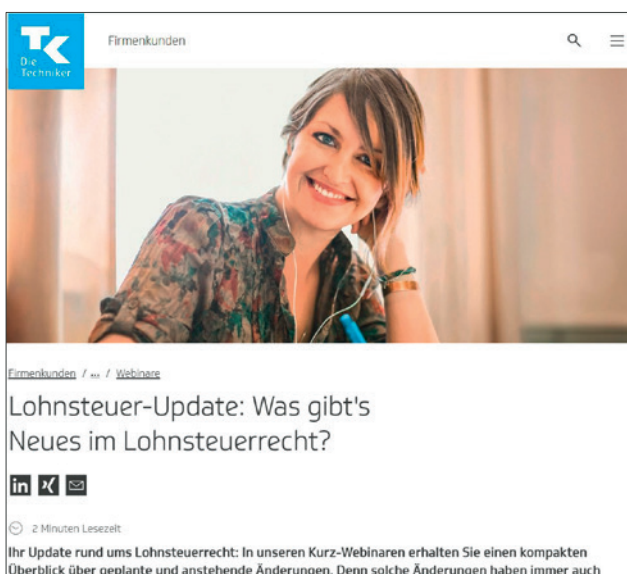 TK
Die
Techniker
Firmenkunden
Firmenkunden / ... / Webinare
Lohnsteuer-Update: Was gibt's
Neues im Lohnsteuerrecht?
in
2 Minuten Lesezeit
Ihr Update rund ums Lohnsteuerrecht: In unseren Kurz-Webinaren erhalten Sie einen kompakten
Überblick über geplante und anstehende Änderungen. Denn solche Änderungen haben immer auch